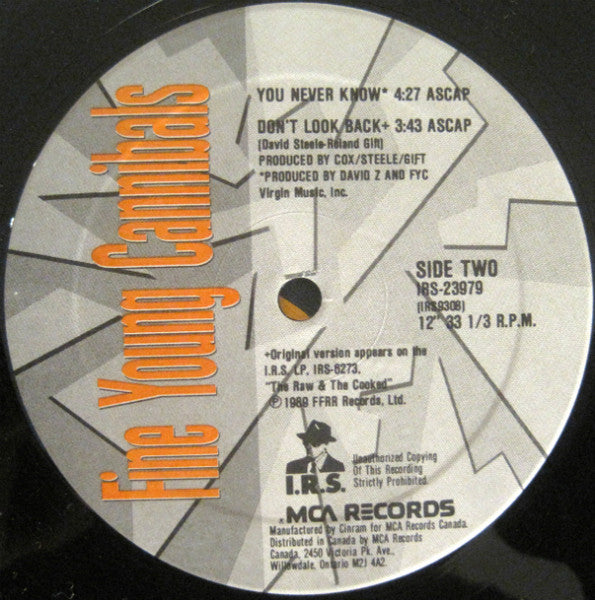 Fine Young Cannibals
YOU NEVER KNOW* 4:27 ASCAP
DON'T LOOK BACK+ 3:43 ASCAP
(David Steele-Roland Gift)
PRODUCED BY COX/STEELE/GIFT
*PRODUCED BY DAVID Z AND FYC
Virgin Music, Inc.
SIDE TWO
IRS-23979
(IRS9308)
12" 33 1/3 R.P.M.
+Original version appears on the
I.R.S. LP, IRS-6273,
"The Raw & The Cooked"
℗1989 FFRR Records, Ltd.
I.R.S.
Unauthorized Copying
Of This Recording
Strictly Prohibited.
MCA RECORDS
Manufactured by Cinram for MCA Records Canada.
Distributed in Canada by MCA Records
Canada, 2450 Victoria Pk. Ave.,
Willowdale, Ontario M2J 4A2.